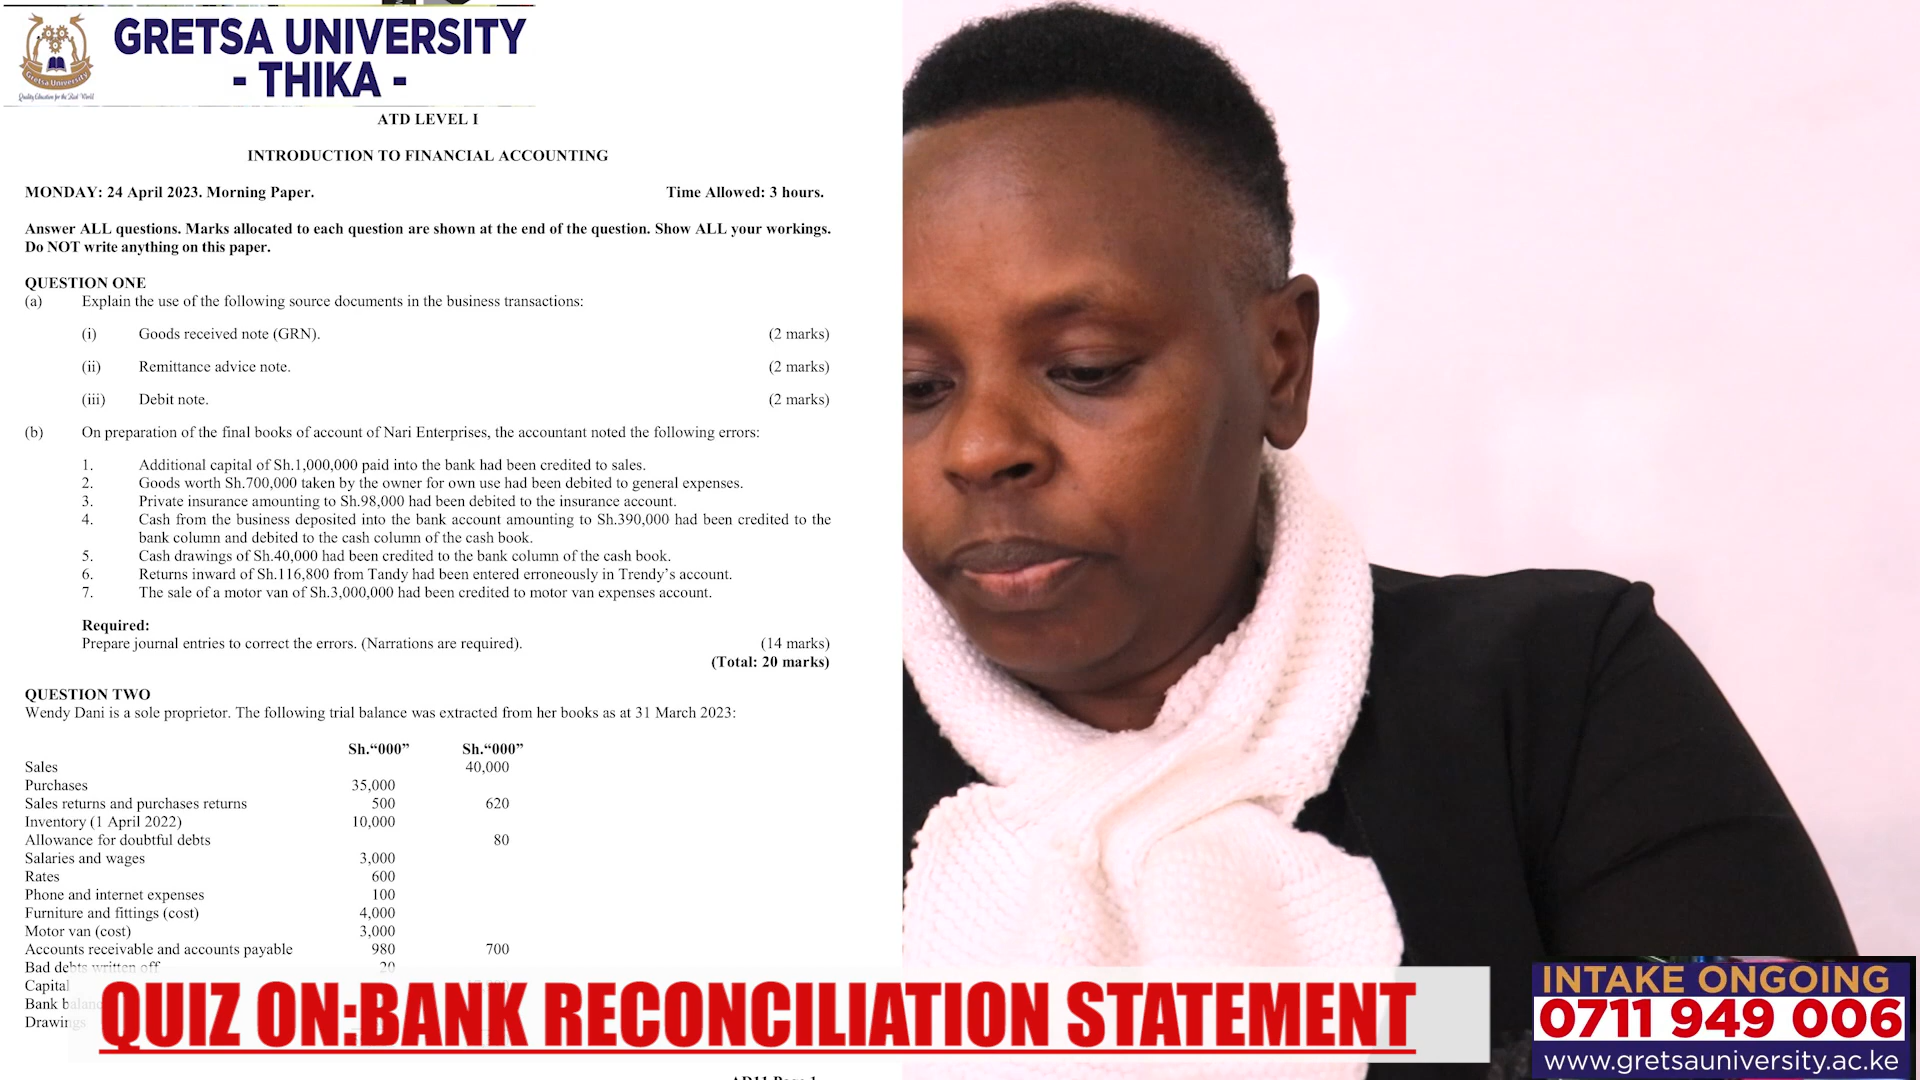 GRETSA UNIVERSITY
- THIKA -
Gretsa University
Quality Education for the Real World
ATD LEVEL I
INTRODUCTION TO FINANCIAL ACCOUNTING
MONDAY: 24 April 2023. Morning Paper. Time Allowed: 3 hours.
Answer ALL questions. Marks allocated to each question are shown at the end of the question. Show ALL your workings.
Do NOT write anything on this paper.
QUESTION ONE
(a) Explain the use of the following source documents in the business transactions:
(i) Goods received note (GRN). (2 marks)
(ii) Remittance advice note. (2 marks)
(iii) Debit note. (2 marks)
(b) On preparation of the final books of account of Nari Enterprises, the accountant noted the following errors:
1. Additional capital of Sh.1,000,000 paid into the bank had been credited to sales.
2. Goods worth Sh.700,000 taken by the owner for own use had been debited to general expenses.
3. Private insurance amounting to Sh.98,000 had been debited to the insurance account.
4. Cash from the business deposited into the bank account amounting to Sh.390,000 had been credited to the
bank column and debited to the cash column of the cash book.
5. Cash drawings of Sh.40,000 had been credited to the bank column of the cash book.
6. Returns inward of Sh.116,800 from Tandy had been entered erroneously in Trendy's account.
7. The sale of a motor van of Sh.3,000,000 had been credited to motor van expenses account.
Required:
Prepare journal entries to correct the errors. (Narrations are required). (14 marks)
(Total: 20 marks)
QUESTION TWO
Wendy Dani is a sole proprietor. The following trial balance was extracted from her books as at 31 March 2023:
Sh.“000” Sh.“000”
Sales 40,000
Purchases 35,000
Sales returns and purchases returns 500 620
Inventory (1 April 2022) 10,000
Allowance for doubtful debts 80
Salaries and wages 3,000
Rates 600
Phone and internet expenses 100
Furniture and fittings (cost) 4,000
Motor van (cost) 3,000
Accounts receivable and accounts payable 980 700
Bad debts written off 20
Capital
Bank balance
Drawings
QUIZ ON:BANK RECONCILIATION STATEMENT
INTAKE ONGOING
0711 949 006
www.gretsauniversity.ac.ke